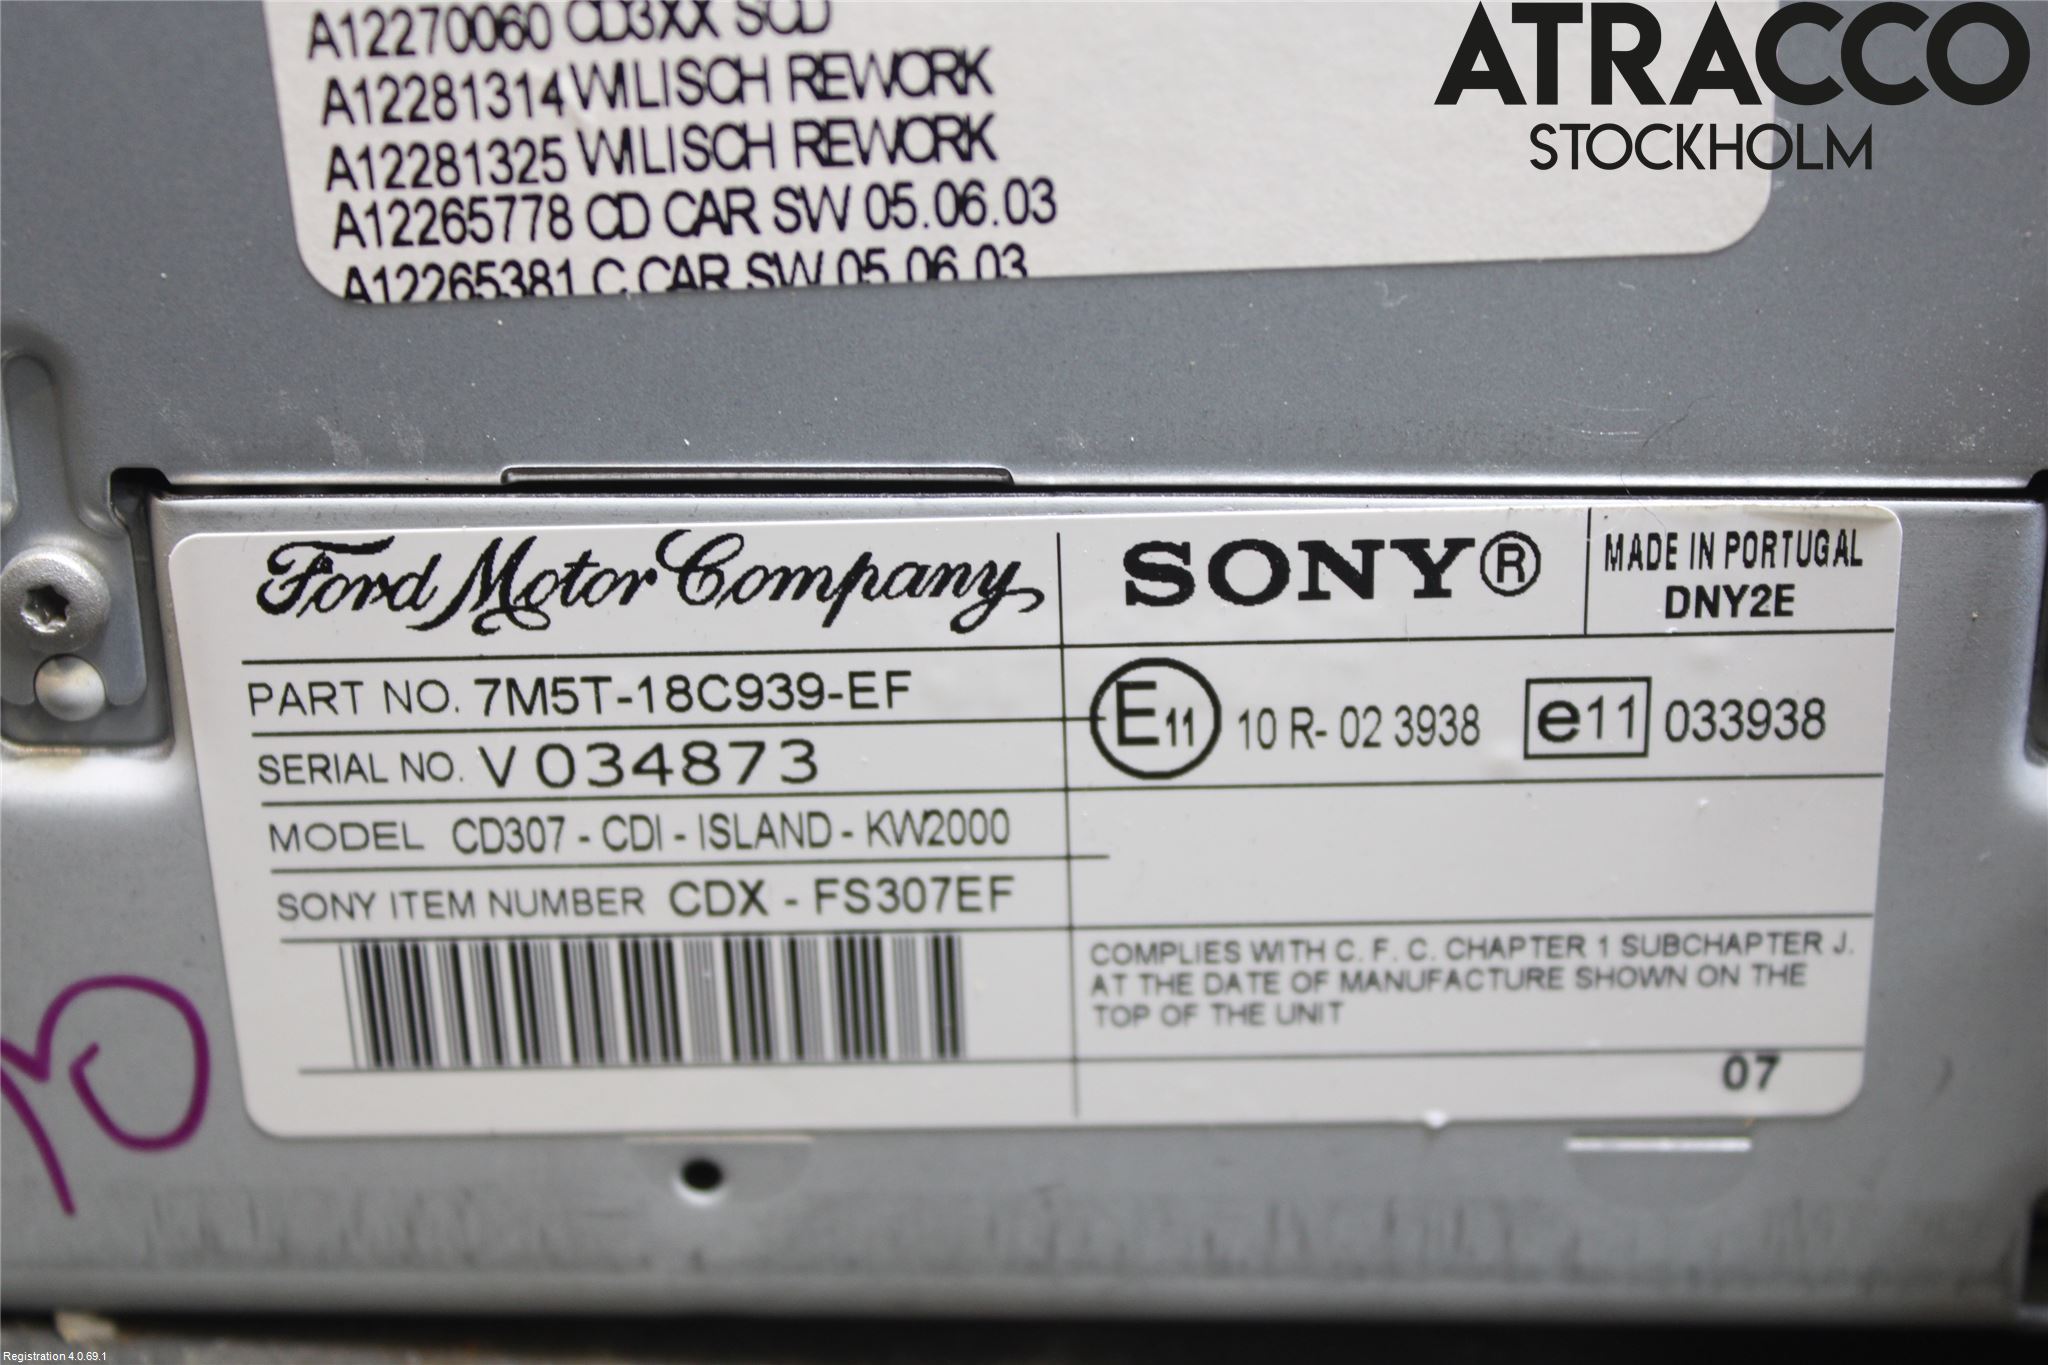 ATRACCO
STOCKHOLM
A12270060 CD3XX SCD
A12281314 WILISCH REWORK
A12281325 WILISCH REWORK
A12265778 CD CAR SW 05.06.03
A12265381 C.CAR SW 05.06.03
Ford Motor Company
SONY®
MADE IN PORTUGAL
DNY2E
PART NO. 7M5T-18C939-EF
SERIAL NO. V 034873
MODEL CD307 - CDI - ISLAND - KW2000
SONY ITEM NUMBER CDX - FS307EF
E11 10 R- 02 3938 e11 033938
COMPLIES WITH C. F. C. CHAPTER 1 SUBCHAPTER J.
AT THE DATE OF MANUFACTURE SHOWN ON THE
TOP OF THE UNIT
07
Registration 4.0.69.1